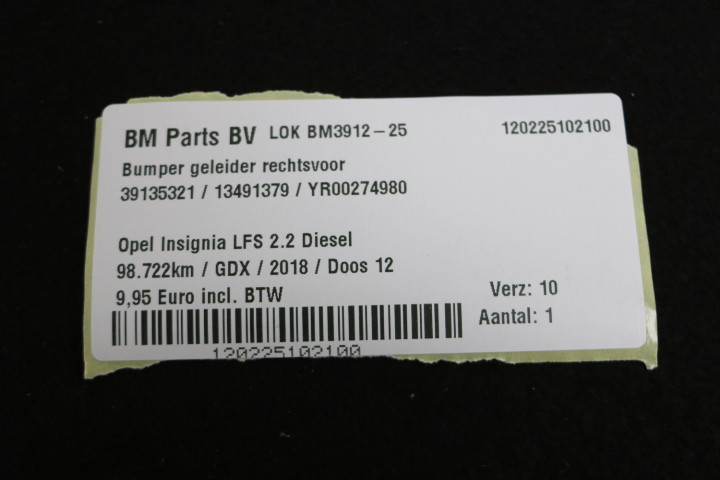 BM Parts BV LOK BM3912-25 120225102100
Bumper geleider rechtsvoor
39135321 / 13491379 / YR00274980
Opel Insignia LFS 2.2 Diesel
98.722km / GDX / 2018 / Doos 12
9,95 Euro incl. BTW
Verz: 10
Aantal: 1
120225102100